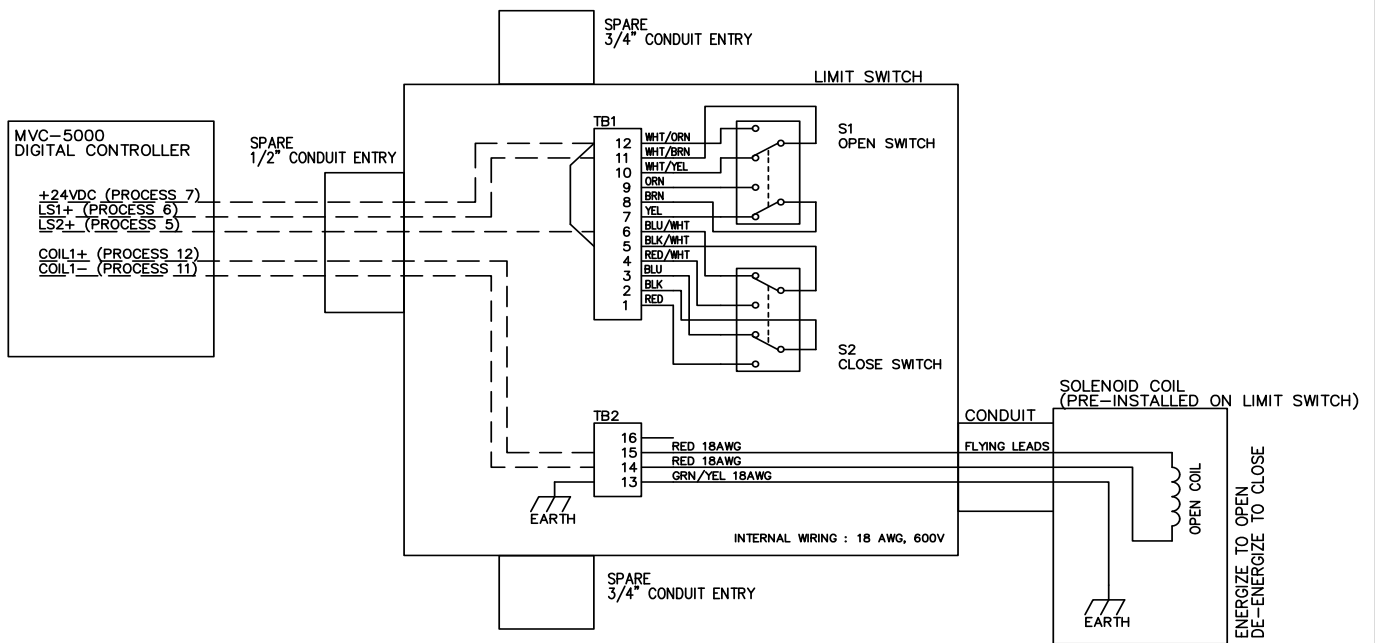 SPARE
3/4" CONDUIT ENTRY
LIMIT SWITCH
MVC-5000
DIGITAL CONTROLLER
+24VDC (PROCESS 7)
LS1+ (PROCESS 6)
LS2+ (PROCESS 5)
COIL1+ (PROCESS 12)
COIL1- (PROCESS 11)
SPARE
1/2" CONDUIT ENTRY
TB1
12 WHT/ORN
11 WHT/BRN
10 WHT/YEL
9 ORN
8 BRN
7 YEL
6 BLU/WHT
5 BLK/WHT
4 RED/WHT
3 BLU
2 BLK
1 RED
S1
OPEN SWITCH
S2
CLOSE SWITCH
TB2
16
15 RED 18AWG
14 RED 18AWG
13 GRN/YEL 18AWG
EARTH
INTERNAL WIRING : 18 AWG, 600V
CONDUIT
FLYING LEADS
SOLENOID COIL
(PRE-INSTALLED ON LIMIT SWITCH)
OPEN COIL
EARTH
ENERGIZE TO OPEN
DE-ENERGIZE TO CLOSE
SPARE
3/4" CONDUIT ENTRY